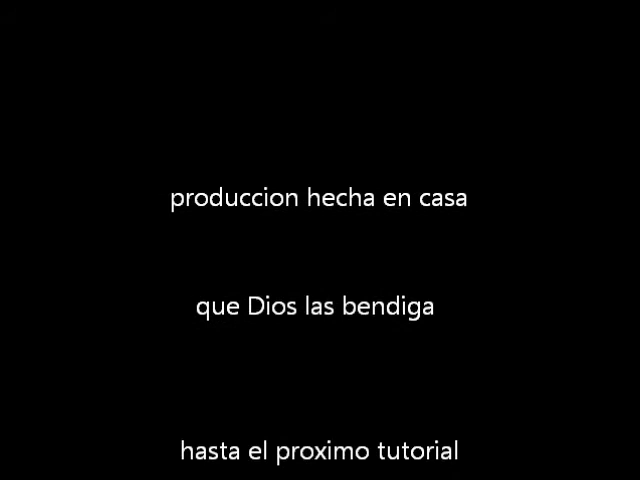 produccion hecha en casa
que Dios las bendiga
hasta el proximo tutorial